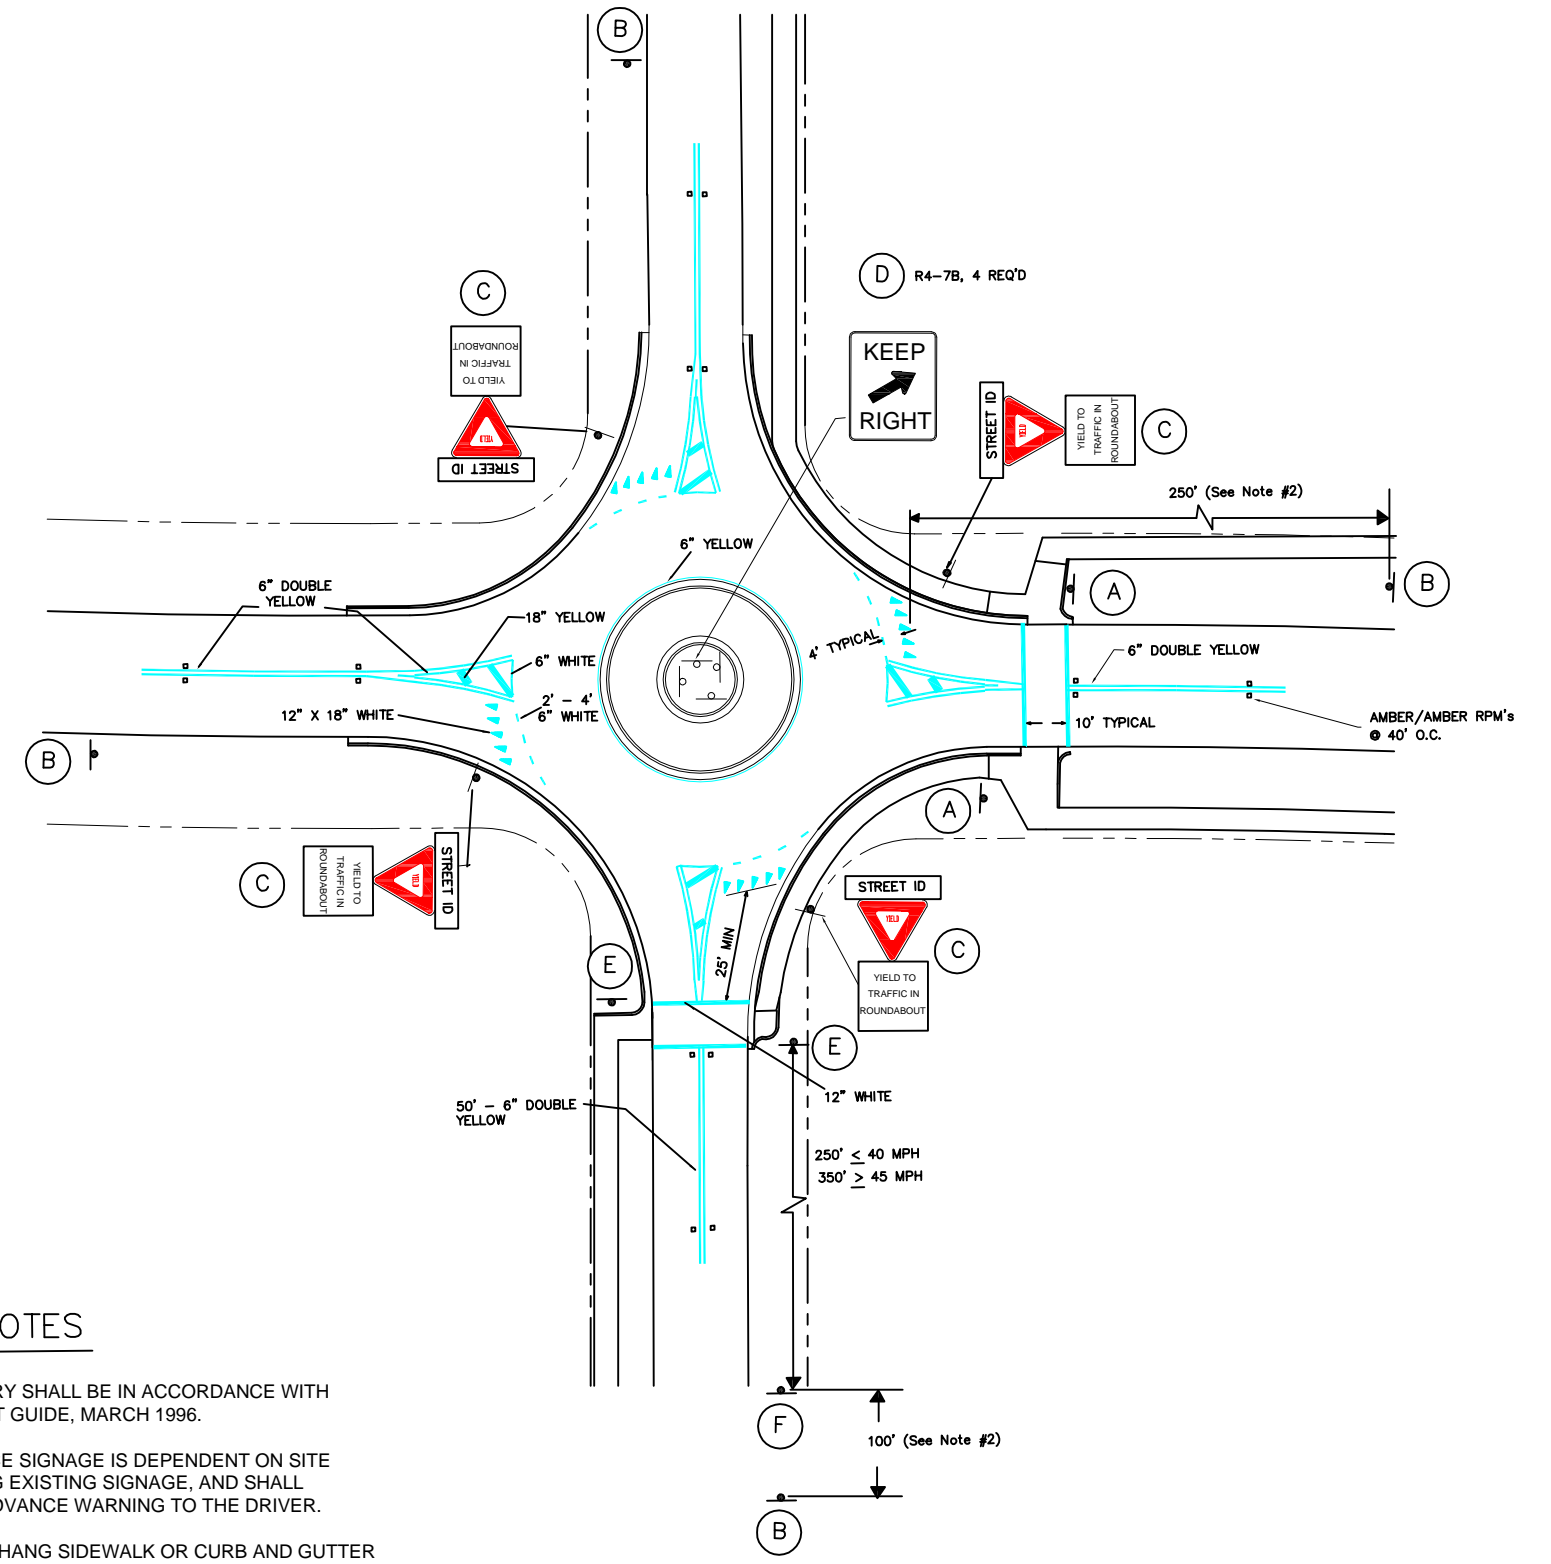 B
C
YIELD TO
TRAFFIC IN
ROUNDABOUT
YIELD
STREET ID
D R4-7B, 4 REQ'D
KEEP
RIGHT
STREET ID
YIELD
YIELD TO
TRAFFIC IN
ROUNDABOUT
C
250' (See Note #2)
6" YELLOW
6" DOUBLE
YELLOW
18" YELLOW
6" WHITE
2' - 4'
6" WHITE
12" X 18" WHITE
4' TYPICAL
A
B
6" DOUBLE YELLOW
10' TYPICAL
AMBER/AMBER RPM's
@ 40' O.C.
B
A
C
YIELD TO
TRAFFIC IN
ROUNDABOUT
YIELD
STREET ID
STREET ID
YIELD
C
YIELD TO
TRAFFIC IN
ROUNDABOUT
25' MIN
E
E
12" WHITE
50' - 6" DOUBLE
YELLOW
250' ≤ 40 MPH
350' ≥ 45 MPH
F
100' (See Note #2)
B
OTES
RY SHALL BE IN ACCORDANCE WITH
T GUIDE, MARCH 1996.
CE SIGNAGE IS DEPENDENT ON SITE
G EXISTING SIGNAGE, AND SHALL
DVANCE WARNING TO THE DRIVER.
HANG SIDEWALK OR CURB AND GUTTER